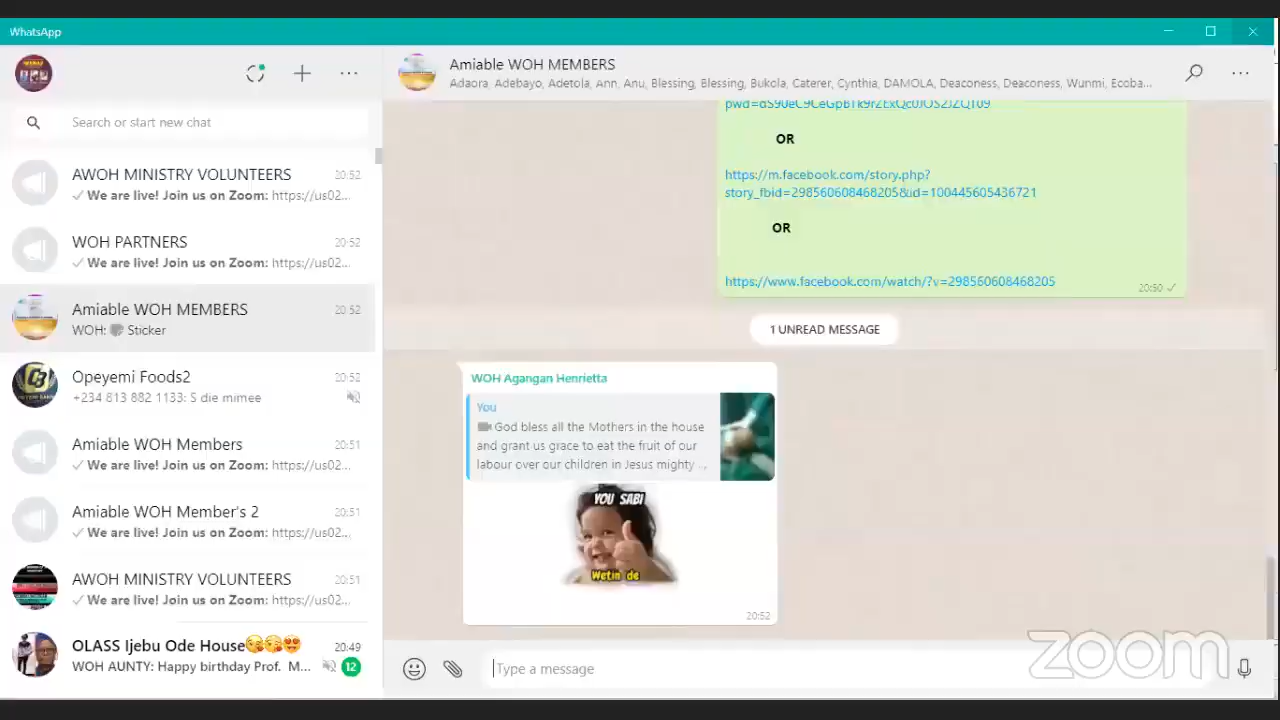 WhatsApp
Search or start new chat
AWOH MINISTRY VOLUNTEERS 20:52
✓ We are live! Join us on Zoom: https://us02...
WOH PARTNERS 20:52
✓ We are live! Join us on Zoom: https://us02...
Amiable WOH MEMBERS 20:52
WOH: Sticker
Opeyemi Foods2 20:52
+234 813 882 1133: S die mimee
Amiable WOH Members 20:51
✓ We are live! Join us on Zoom: https://us02...
Amiable WOH Member's 2 20:51
✓ We are live! Join us on Zoom: https://us02...
AWOH MINISTRY VOLUNTEERS 20:51
✓ We are live! Join us on Zoom: https://us02...
OLASS Ijebu Ode House😘😘😍 20:49
WOH AUNTY: Happy birthday Prof. M... 12
Amiable WOH MEMBERS
Adaora, Adebayo, Adetola, Ann, Anu, Blessing, Blessing, Bukola, Caterer, Cynthia, DAMOLA, Deaconess, Deaconess, Wunmi, Ecoba...
OR
https://m.facebook.com/story.php?
story_fbid=298560608468205&id=100445605436721
OR
https://www.facebook.com/watch/?v=298560608468205
20:50 ✓
1 UNREAD MESSAGE
WOH Agangan Henrietta
You
God bless all the Mothers in the house
and grant us grace to eat the fruit of our
labour over our children in Jesus mighty ...
YOU SABI
Wetin de
20:52
Type a message
zoom